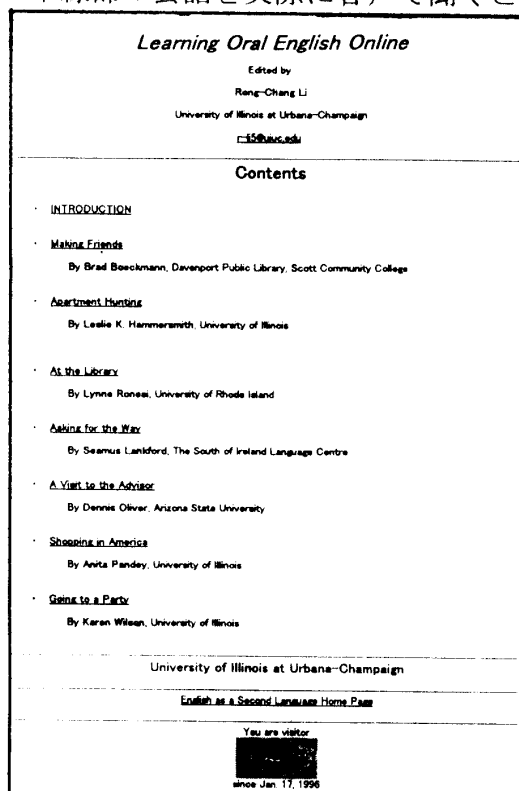 Learning Oral English Online
Edited by
Rong-Chang Li
University of Illinois at Urbana-Champaign
r-li5@uiuc.edu
Contents
· INTRODUCTION
· Making Friends
By Brad Boeckmann, Davenport Public Library, Scott Community College
· Apartment Hunting
By Leslie K. Hammersmith, University of Illinois
· At the Library
By Lynne Ronesi, University of Rhode Island
· Asking for the Way
By Seamus Lankford, The South of Ireland Language Centre
· A Visit to the Advisor
By Dennis Oliver, Arizona State University
· Shopping in America
By Anita Pandey, University of Illinois
· Going to a Party
By Karen Wilson, University of Illinois
University of Illinois at Urbana-Champaign
English as a Second Language Home Page
You are visitor
since Jan. 17, 1996